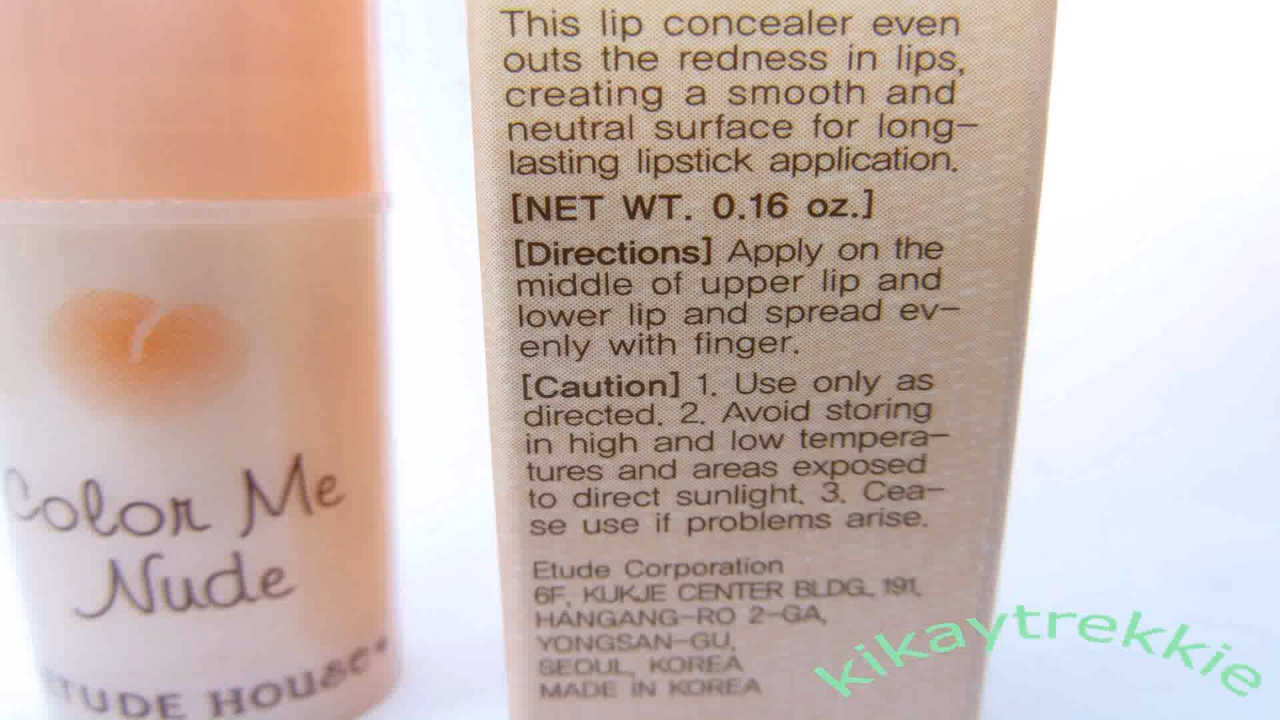 Color Me
Nude
ETUDE HOUSE
This lip concealer even
outs the redness in lips,
creating a smooth and
neutral surface for long-
lasting lipstick application.
[NET WT. 0.16 oz.]
[Directions] Apply on the
middle of upper lip and
lower lip and spread ev-
enly with finger.
[Caution] 1. Use only as
directed. 2. Avoid storing
in high and low tempera-
tures and areas exposed
to direct sunlight. 3. Cea-
se use if problems arise.
Etude Corporation
6F, KUKJE CENTER BLDG., 191,
HANGANG-RO 2-GA,
YONGSAN-GU,
SEOUL, KOREA
MADE IN KOREA
kikaytrekkie